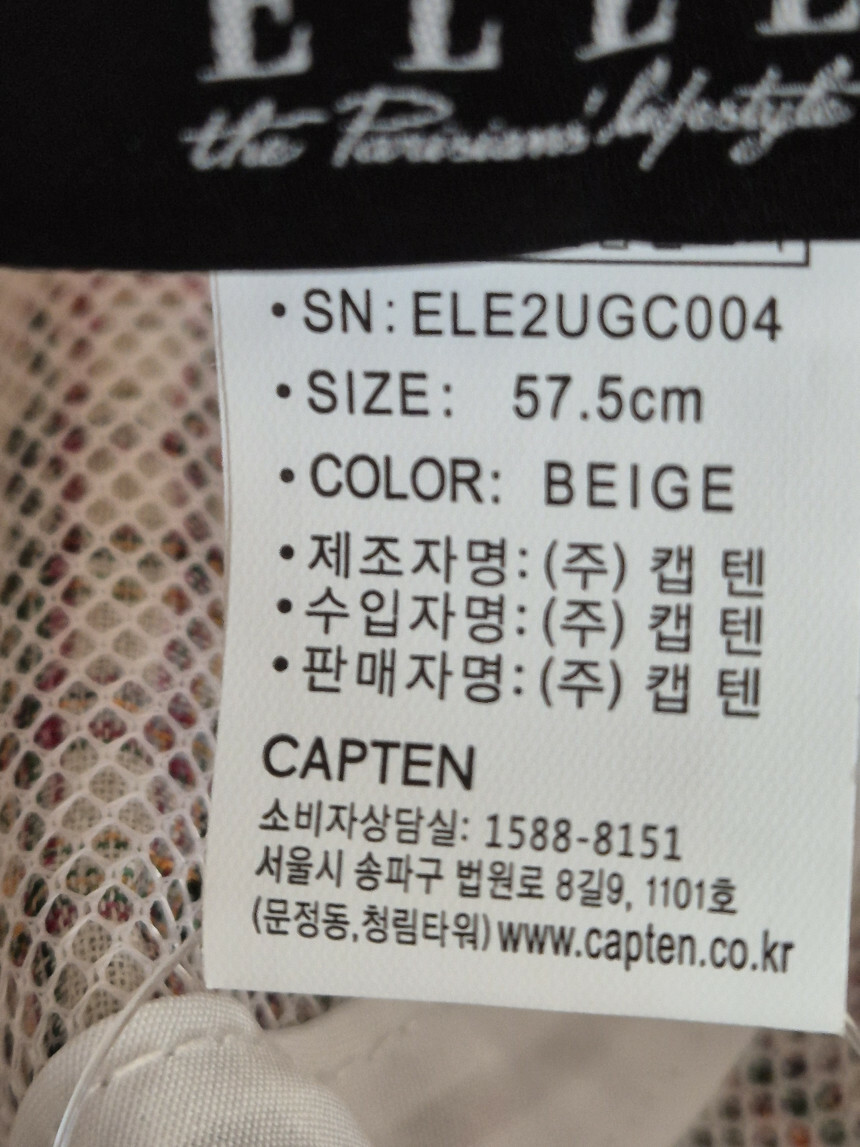 ELLE
the Parisians' lifestyle
• SN: ELE2UGC004
• SIZE: 57.5cm
• COLOR: BEIGE
• 제조자명: (주) 캡 텐
• 수입자명: (주) 캡 텐
• 판매자명: (주) 캡 텐
CAPTEN
소비자상담실: 1588-8151
서울시 송파구 법원로 8길9, 1101호
(문정동,청림타워) www.capten.co.kr